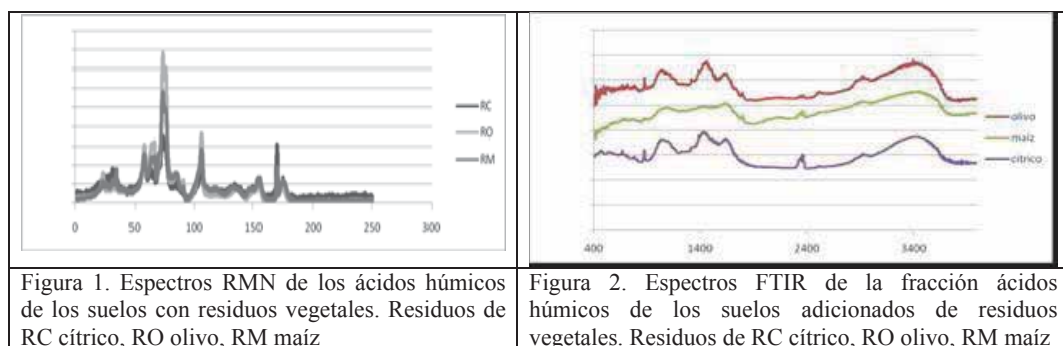 RC
RO
RM
0 50 100 150 200 250 300
olivo
maíz
cítrico
400 1400 2400 3400
Figura 1. Espectros RMN de los ácidos húmicos
de los suelos con residuos vegetales. Residuos de
RC cítrico, RO olivo, RM maíz
Figura 2. Espectros FTIR de la fracción ácidos
húmicos de los suelos adicionados de residuos
vegetales. Residuos de RC cítrico, RO olivo, RM maíz